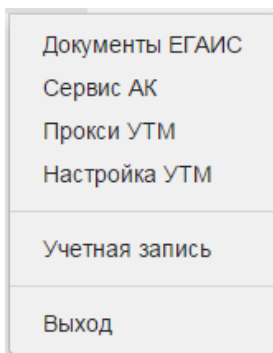 Документы ЕГАИС
Сервис АК
Прокси УТМ
Настройка УТМ
Учетная запись
Выход